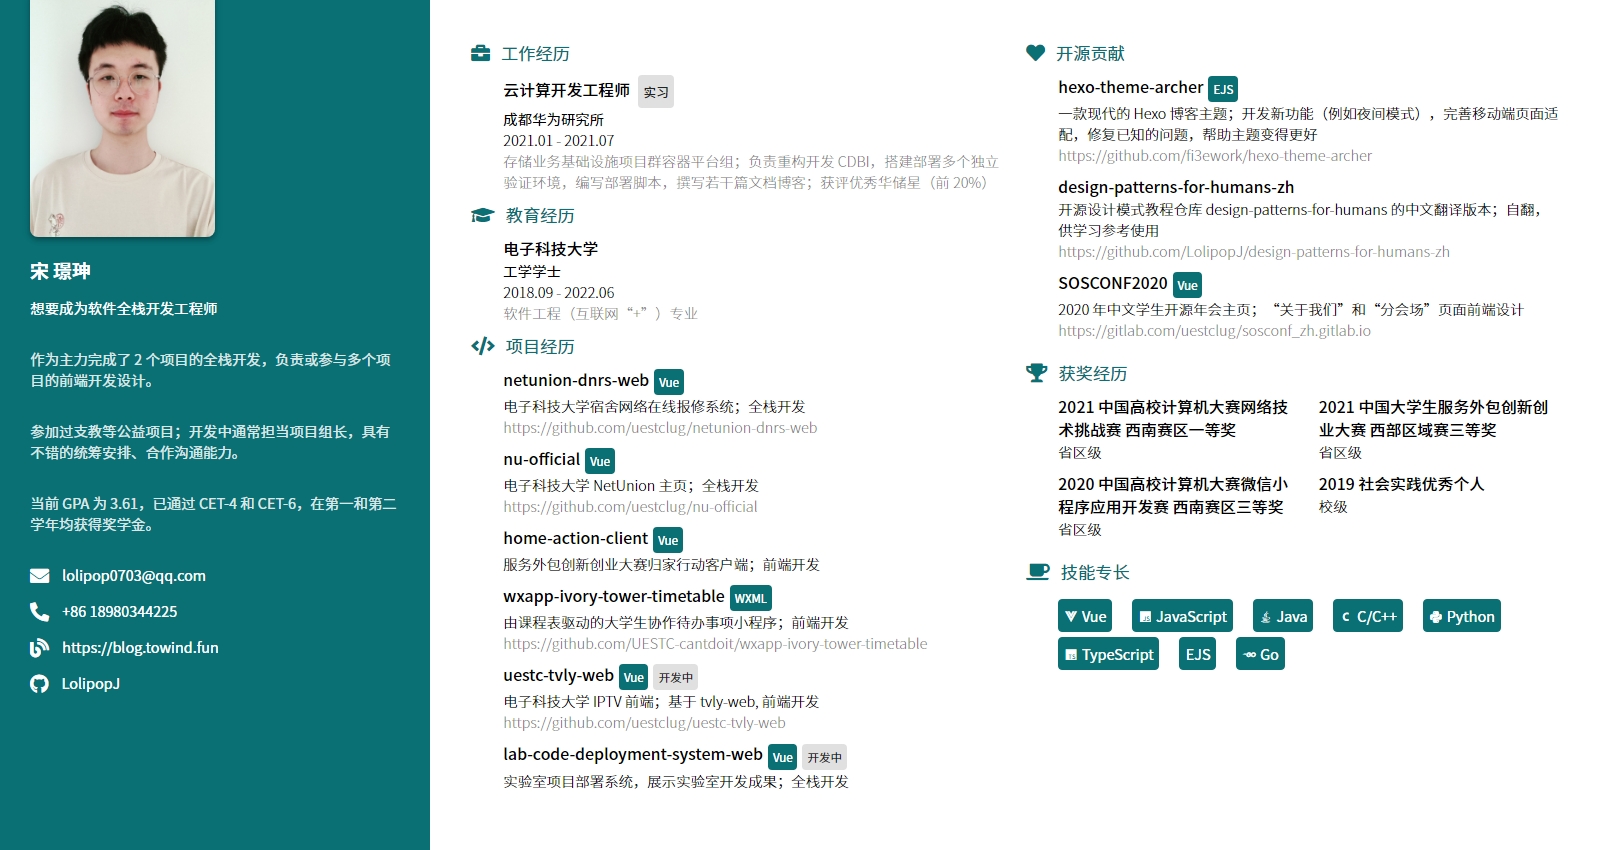 宋 璟珅
想要成为软件全栈开发工程师
作为主力完成了 2 个项目的全栈开发，负责或参与多个项
目的前端开发设计。
参加过支教等公益项目；开发中通常担当项目组长，具有
不错的统筹安排、合作沟通能力。
当前 GPA 为 3.61，已通过 CET-4 和 CET-6，在第一和第二
学年均获得奖学金。
lolipop0703@qq.com
+86 18980344225
https://blog.towind.fun
LolipopJ
工作经历
云计算开发工程师 实习
成都华为研究所
2021.01 - 2021.07
存储业务基础设施项目群容器平台组；负责重构开发 CDBI，搭建部署多个独立
验证环境，编写部署脚本，撰写若干篇文档博客；获评优秀华储星（前 20%）
教育经历
电子科技大学
工学学士
2018.09 - 2022.06
软件工程（互联网“+”）专业
项目经历
netunion-dnrs-web Vue
电子科技大学宿舍网络在线报修系统；全栈开发
https://github.com/uestclug/netunion-dnrs-web
nu-official Vue
电子科技大学 NetUnion 主页；全栈开发
https://github.com/uestclug/nu-official
home-action-client Vue
服务外包创新创业大赛归家行动客户端；前端开发
wxapp-ivory-tower-timetable WXML
由课程表驱动的大学生协作待办事项小程序；前端开发
https://github.com/UESTC-cantdoit/wxapp-ivory-tower-timetable
uestc-tvly-web Vue 开发中
电子科技大学 IPTV 前端；基于 tvly-web, 前端开发
https://github.com/uestclug/uestc-tvly-web
lab-code-deployment-system-web Vue 开发中
实验室项目部署系统，展示实验室开发成果；全栈开发
开源贡献
hexo-theme-archer EJS
一款现代的 Hexo 博客主题；开发新功能（例如夜间模式），完善移动端页面适
配，修复已知的问题，帮助主题变得更好
https://github.com/fi3ework/hexo-theme-archer
design-patterns-for-humans-zh
开源设计模式教程仓库 design-patterns-for-humans 的中文翻译版本；自翻，
供学习参考使用
https://github.com/LolipopJ/design-patterns-for-humans-zh
SOSCONF2020 Vue
2020 年中文学生开源年会主页；“关于我们”和“分会场”页面前端设计
https://gitlab.com/uestclug/sosconf_zh.gitlab.io
获奖经历
2021 中国高校计算机大赛网络技
术挑战赛 西南赛区一等奖
省区级
2021 中国大学生服务外包创新创
业大赛 西部区域赛三等奖
省区级
2020 中国高校计算机大赛微信小
程序应用开发赛 西南赛区三等奖
省区级
2019 社会实践优秀个人
校级
技能专长
Vue JavaScript Java C C/C++ Python
TypeScript EJS Go